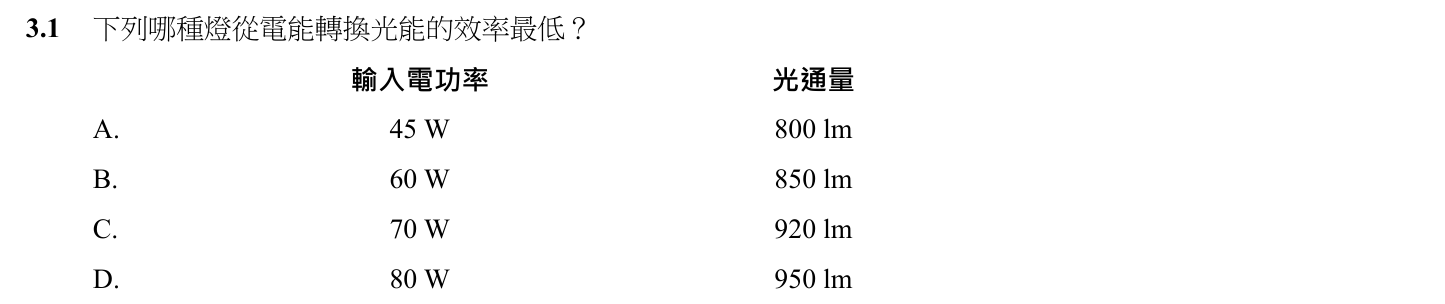 3.1 下列哪種燈從電能轉換光能的效率最低？
輸入電功率 光通量
A. 45 W 800 lm
B. 60 W 850 lm
C. 70 W 920 lm
D. 80 W 950 lm